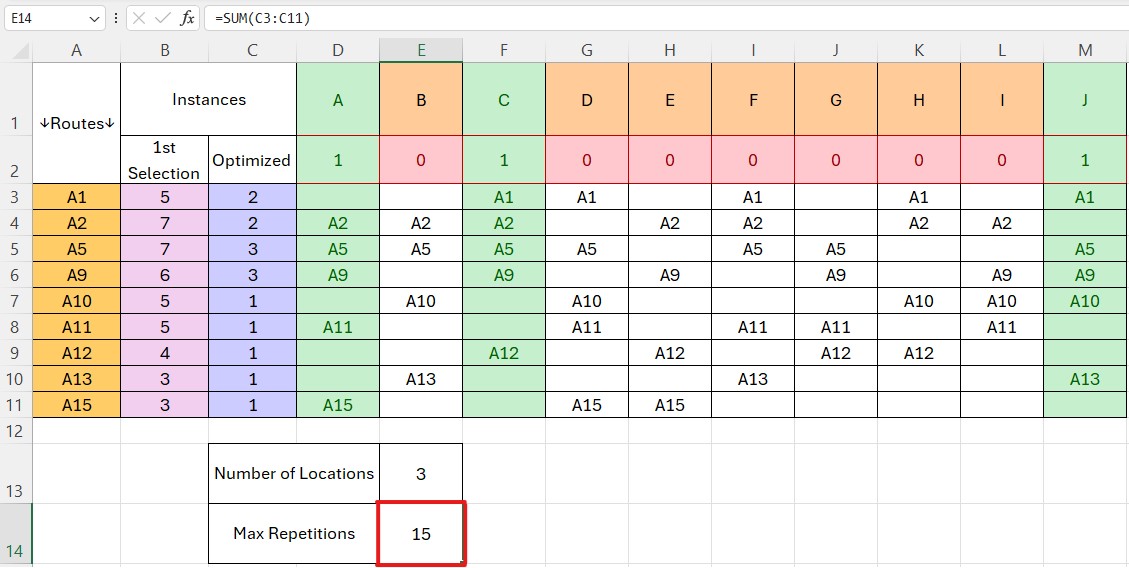 E14 fx =SUM(C3:C11)
A B C D E F G H I J K L M
1 ↓Routes↓ Instances A B C D E F G H I J
2 1st Selection Optimized 1 0 1 0 0 0 0 0 0 1
3 A1 5 2 A1 A1 A1 A1 A1
4 A2 7 2 A2 A2 A2 A2 A2 A2 A2
5 A5 7 3 A5 A5 A5 A5 A5 A5 A5
6 A9 6 3 A9 A9 A9 A9 A9 A9
7 A10 5 1 A10 A10 A10 A10 A10
8 A11 5 1 A11 A11 A11 A11 A11
9 A12 4 1 A12 A12 A12 A12
10 A13 3 1 A13 A13 A13
11 A15 3 1 A15 A15 A15
12
13 Number of Locations 3
14 Max Repetitions 15